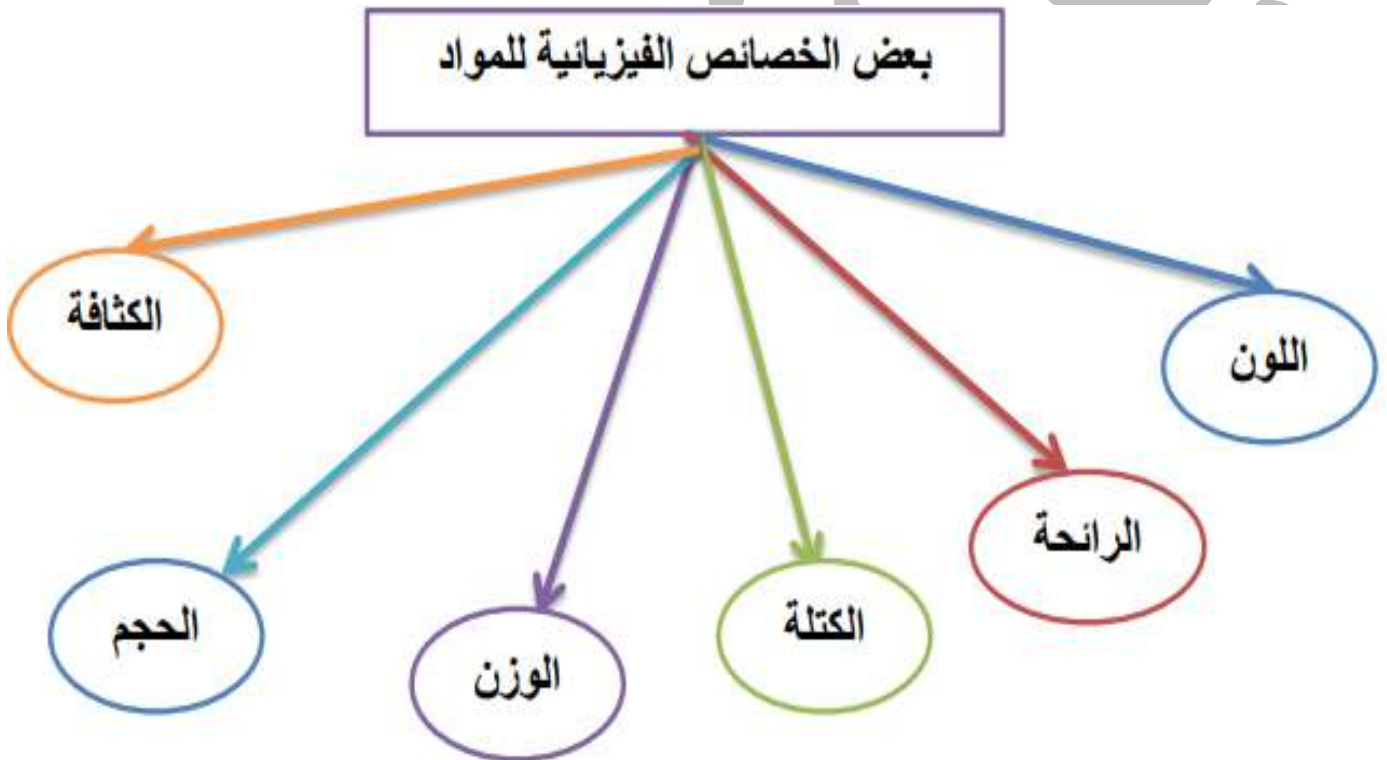 بعض الخصائص الفيزيائية للمواد
اللون
الرائحة
الكتلة
الوزن
الحجم
الكثافة